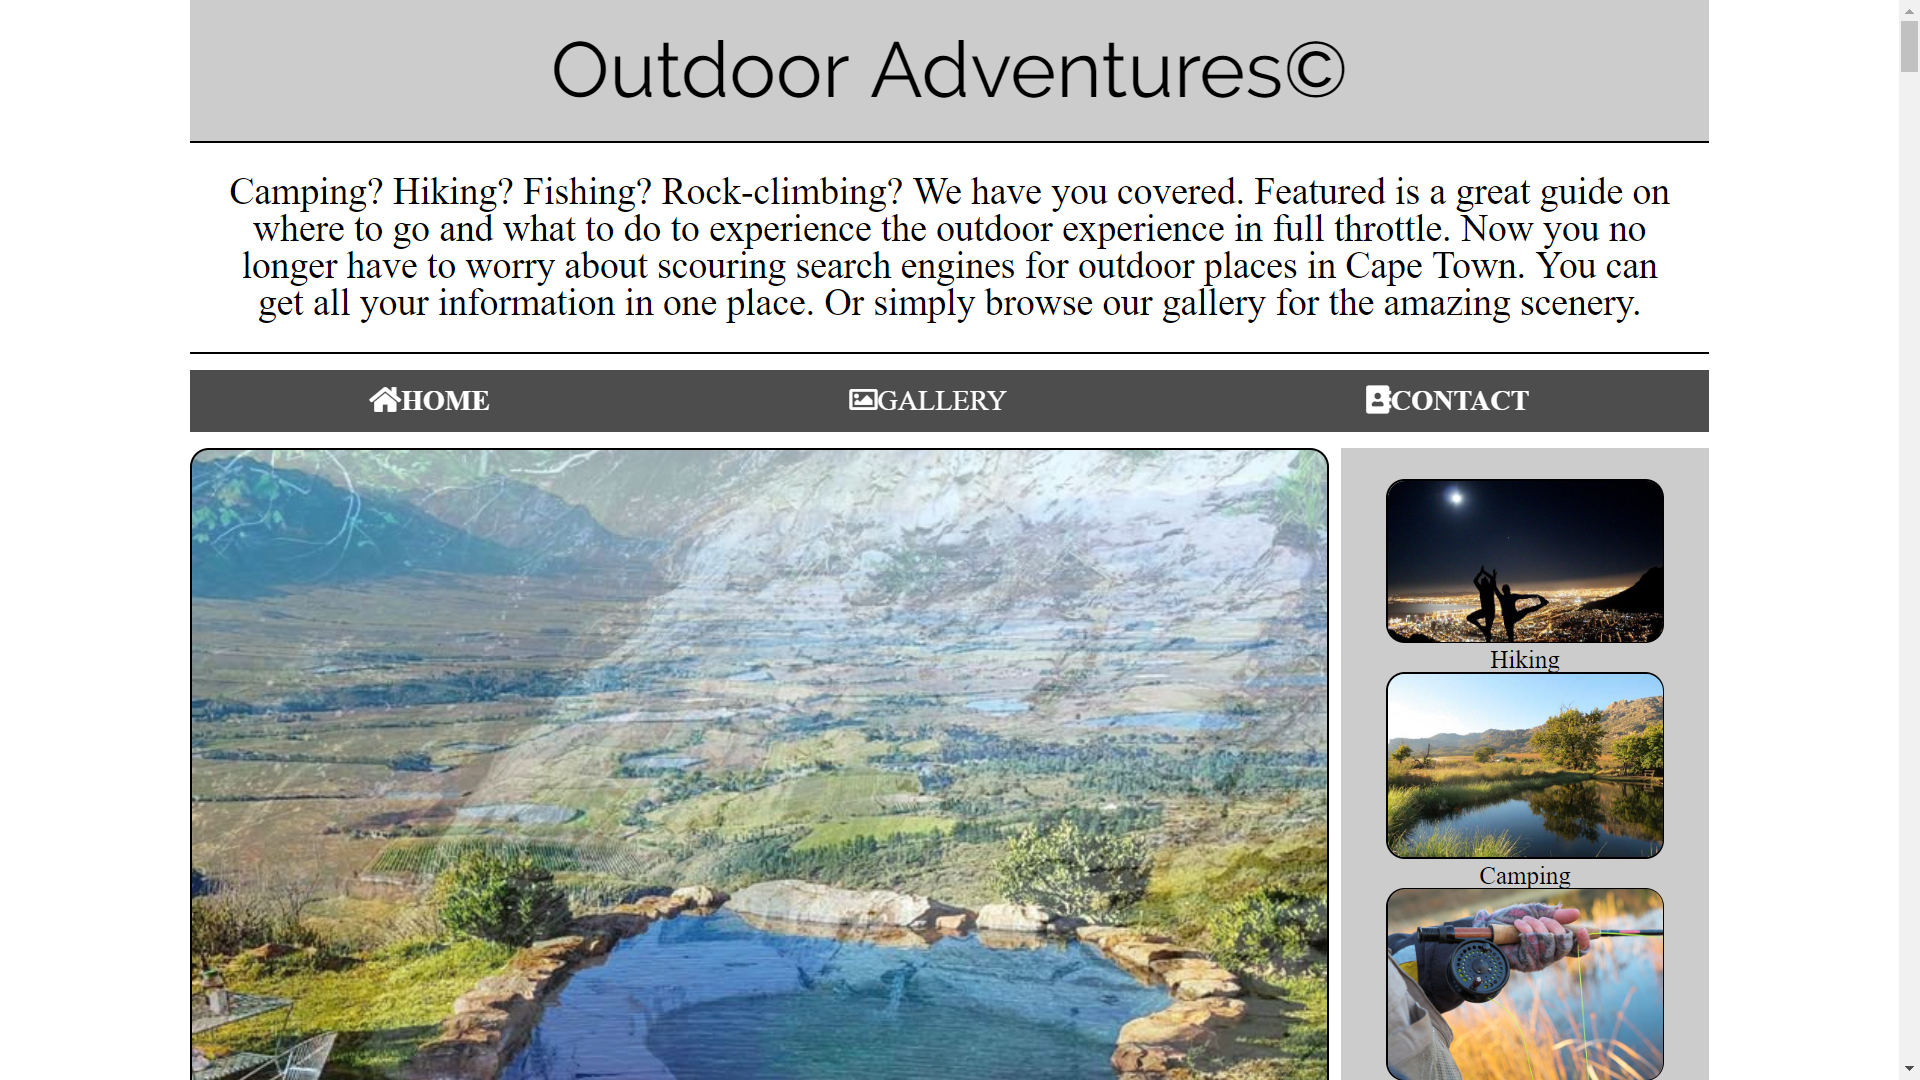 Outdoor Adventures©
Camping? Hiking? Fishing? Rock-climbing? We have you covered. Featured is a great guide on
where to go and what to do to experience the outdoor experience in full throttle. Now you no
longer have to worry about scouring search engines for outdoor places in Cape Town. You can
get all your information in one place. Or simply browse our gallery for the amazing scenery.
HOME GALLERY CONTACT
Hiking
Camping